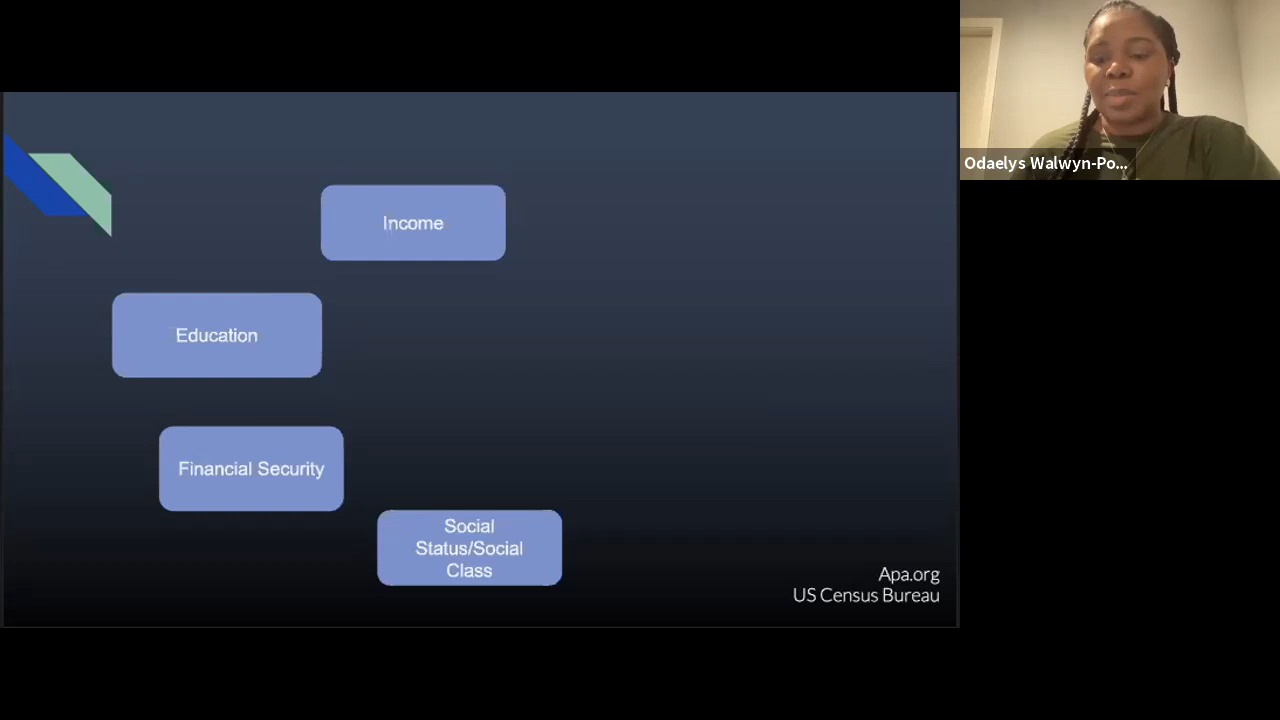 Income
Education
Financial Security
Social
Status/Social
Class
Apa.org
US Census Bureau
Odaelys Walwyn-Po...